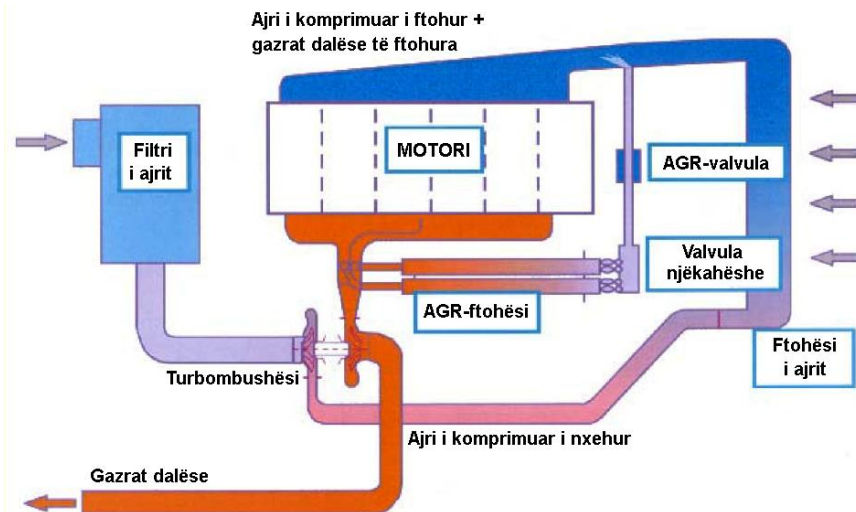 Ajri i komprimuar i ftohur +
gazrat dalëse të ftohura
Filtri
i ajrit
MOTORI
AGR-valvula
Valvula
njëkahëshe
AGR-ftohësi
Ftohësi
i ajrit
Turbombushësi
Ajri i komprimuar i nxehur
Gazrat dalëse